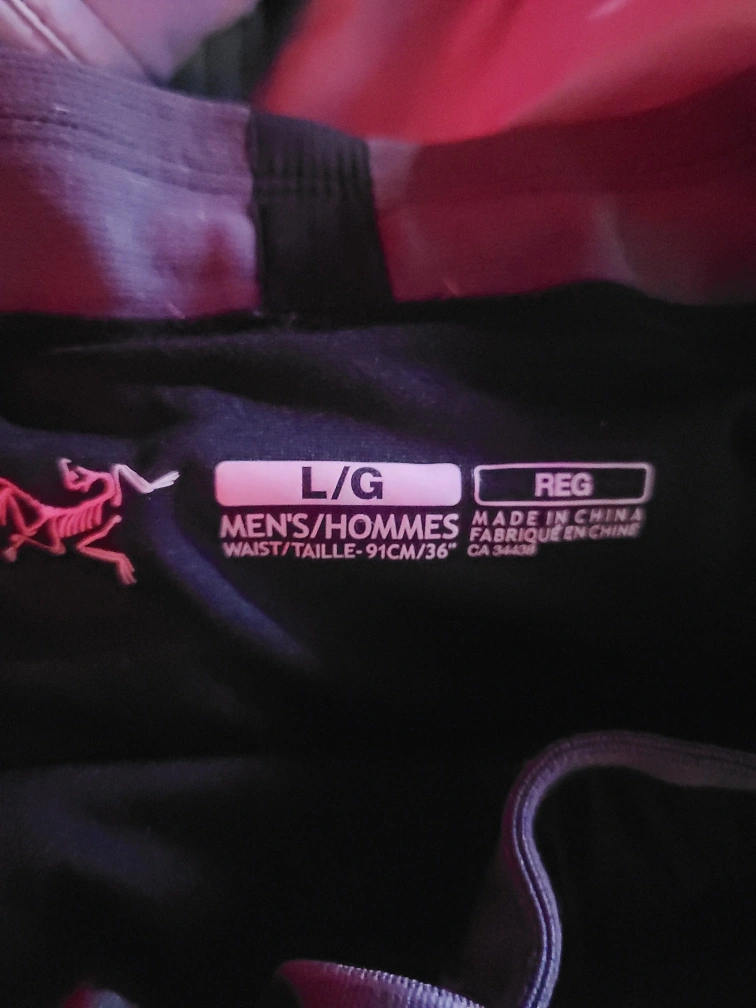 L/G
MEN'S/HOMMES
WAIST/TAILLE-91CM/36"
REG
MADE IN CHINA
FABRIQUÉ EN CHINE
CA 34438